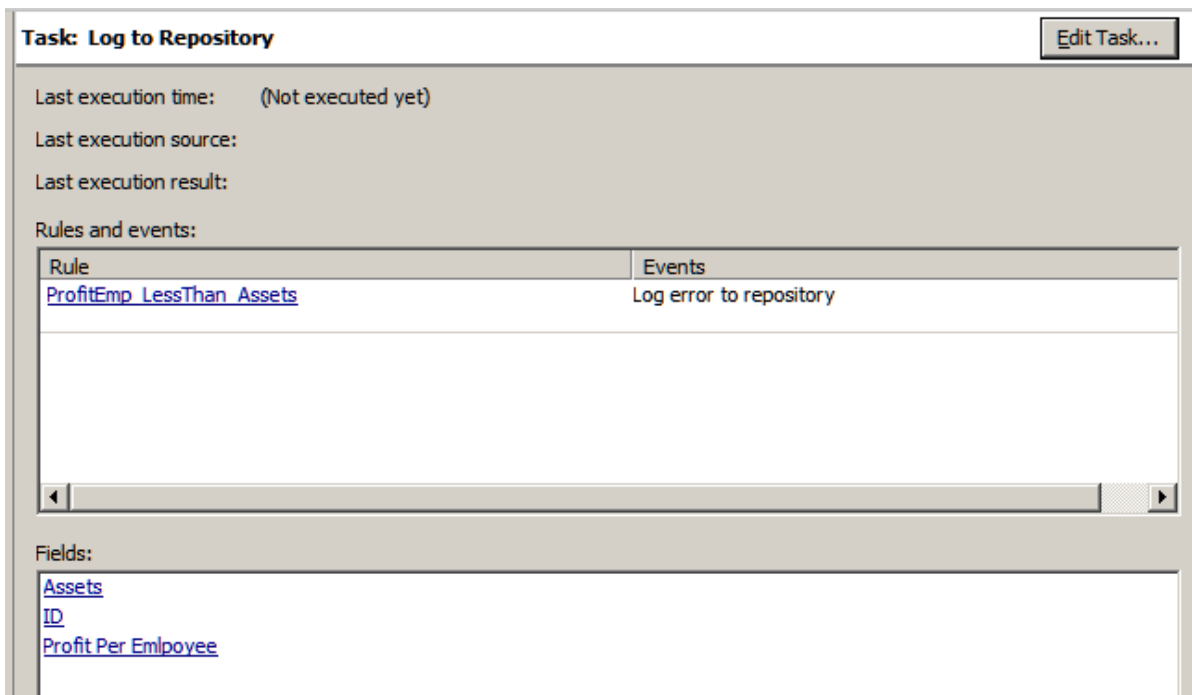 Task: Log to Repository Edit Task...
Last execution time: (Not executed yet)
Last execution source:
Last execution result:
Rules and events:
Rule Events
ProfitEmp_LessThan_Assets Log error to repository
Fields:
Assets
ID
Profit Per Emlpoyee